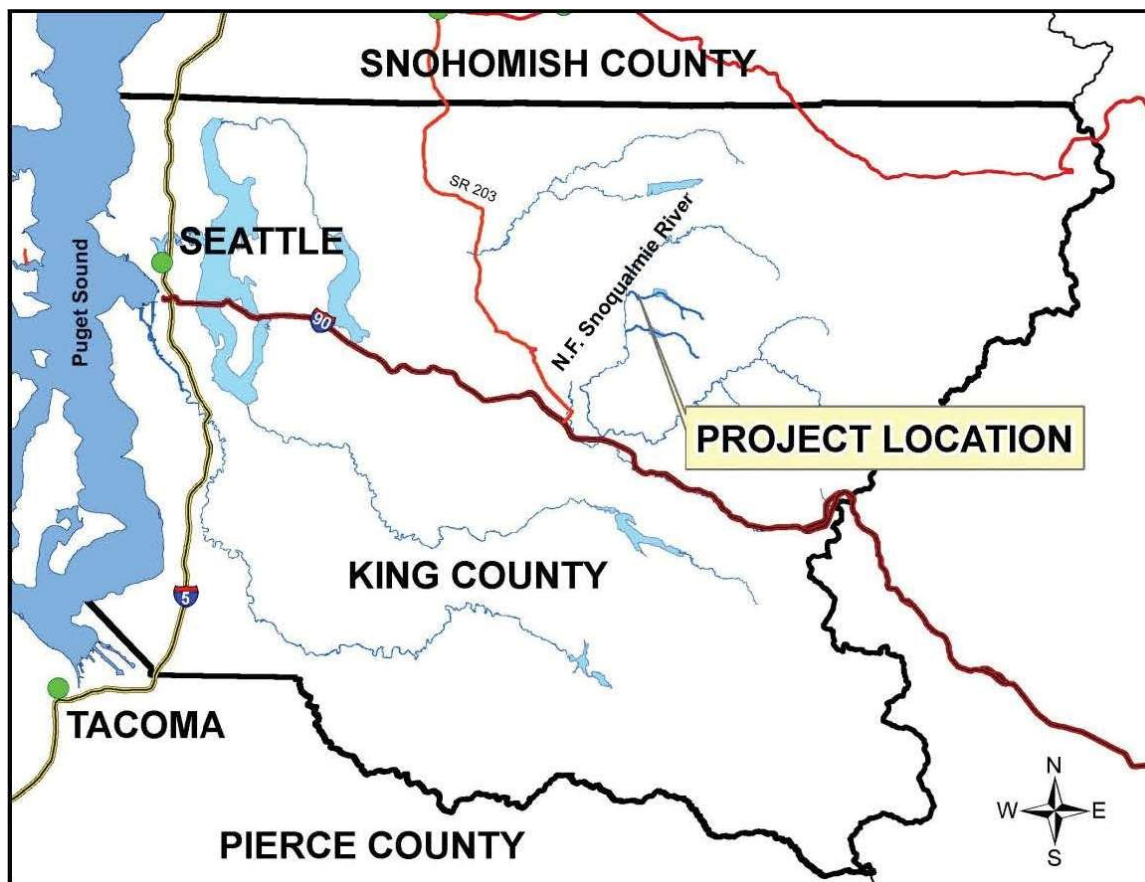 SNOHOMISH COUNTY
SR 203
SEATTLE
Puget Sound
N.F. Snoqualmie River
90
PROJECT LOCATION
KING COUNTY
5
TACOMA
PIERCE COUNTY
N
W E
S